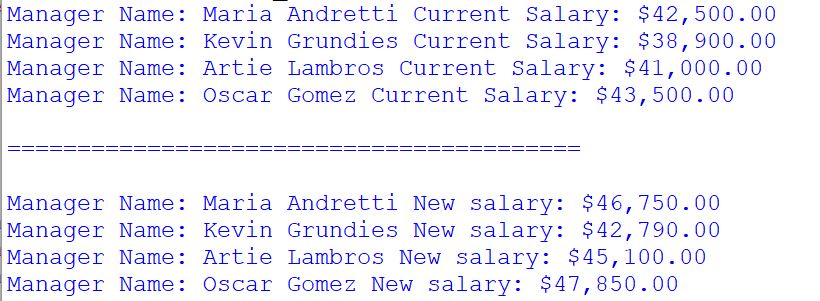 Manager Name: Maria Andretti Current Salary: $42,500.00
Manager Name: Kevin Grundies Current Salary: $38,900.00
Manager Name: Artie Lambros Current Salary: $41,000.00
Manager Name: Oscar Gomez Current Salary: $43,500.00
=========================================
Manager Name: Maria Andretti New salary: $46,750.00
Manager Name: Kevin Grundies New salary: $42,790.00
Manager Name: Artie Lambros New salary: $45,100.00
Manager Name: Oscar Gomez New salary: $47,850.00